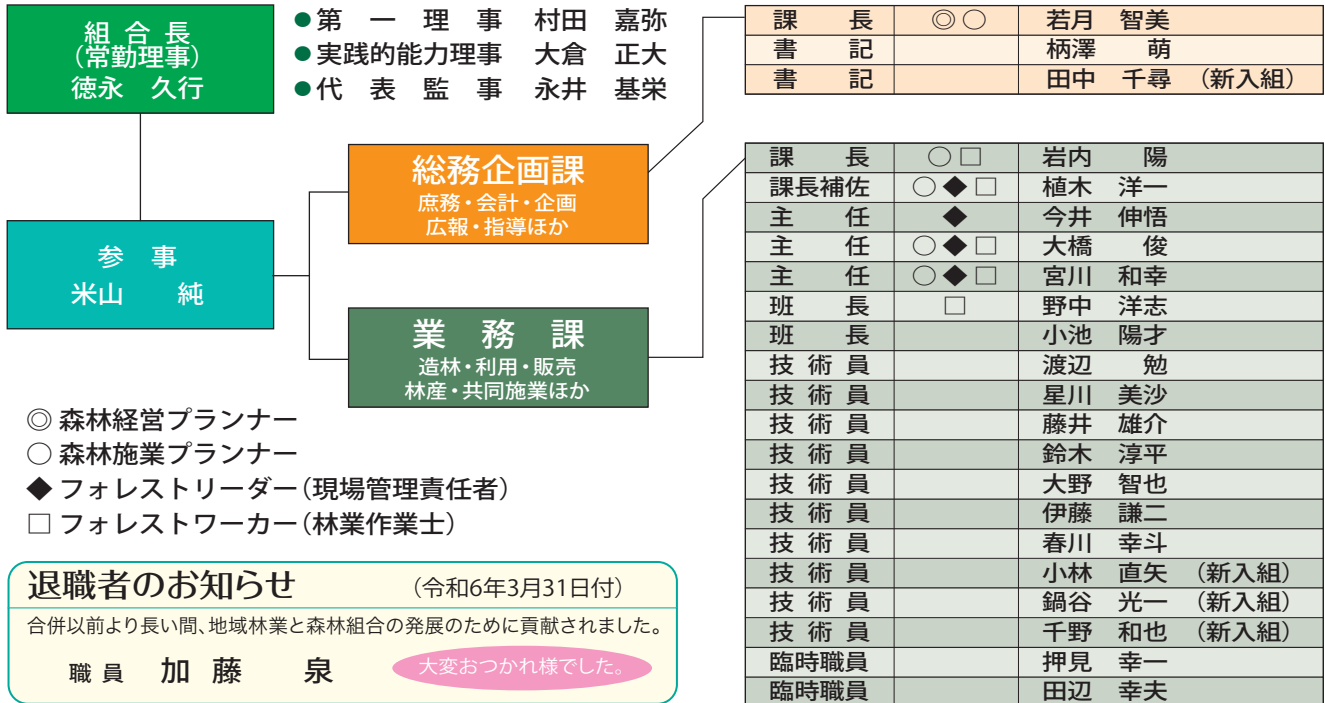 組合長
(常勤理事)
徳永 久行
●第一理事 村田 嘉弥
●実践的能力理事 大倉 正大
●代表監事 永井 基栄
参事
米山 純
総務企画課
庶務・会計・企画
広報・指導ほか
業務課
造林・利用・販売
林産・共同施業ほか
課長 ◎○ 若月 智美
書記 柄澤 萌
書記 田中 千尋 (新入組)
課長 ○□ 岩内 陽
課長補佐 ○◆□ 植木 洋一
主任 ◆ 今井 伸悟
主任 ○◆□ 大橋 俊
主任 ○◆□ 宮川 和幸
班長 □ 野中 洋志
班長 小池 陽才
技術員 渡辺 勉
技術員 星川 美沙
技術員 藤井 雄介
技術員 鈴木 淳平
技術員 大野 智也
技術員 伊藤 謙二
技術員 春川 幸斗
技術員 小林 直矢 (新入組)
技術員 鍋谷 光一 (新入組)
技術員 千野 和也 (新入組)
臨時職員 押見 幸一
臨時職員 田辺 幸夫
◎ 森林経営プランナー
○ 森林施業プランナー
◆ フォレストリーダー(現場管理責任者)
□ フォレストワーカー(林業作業士)
退職者のお知らせ (令和6年3月31日付)
合併以前より長い間、地域林業と森林組合の発展のために貢献されました。
職員 加藤 泉 大変おつかれ様でした。